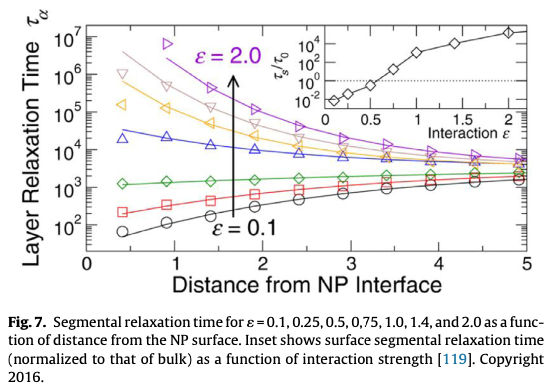 Layer Relaxation Time τα
10⁷
10⁶
10⁵
10⁴
10³
10²
ε = 2.0
ε = 0.1
τs/τ0
10⁴
10²
10⁰
10⁻²
0 0.5 1 1.5 2
Interaction ε
0 1 2 3 4 5
Distance from NP Interface
Fig. 7. Segmental relaxation time for ε = 0.1, 0.25, 0.5, 0,75, 1.0, 1.4, and 2.0 as a func-
tion of distance from the NP surface. Inset shows surface segmental relaxation time
(normalized to that of bulk) as a function of interaction strength [119]. Copyright
2016.